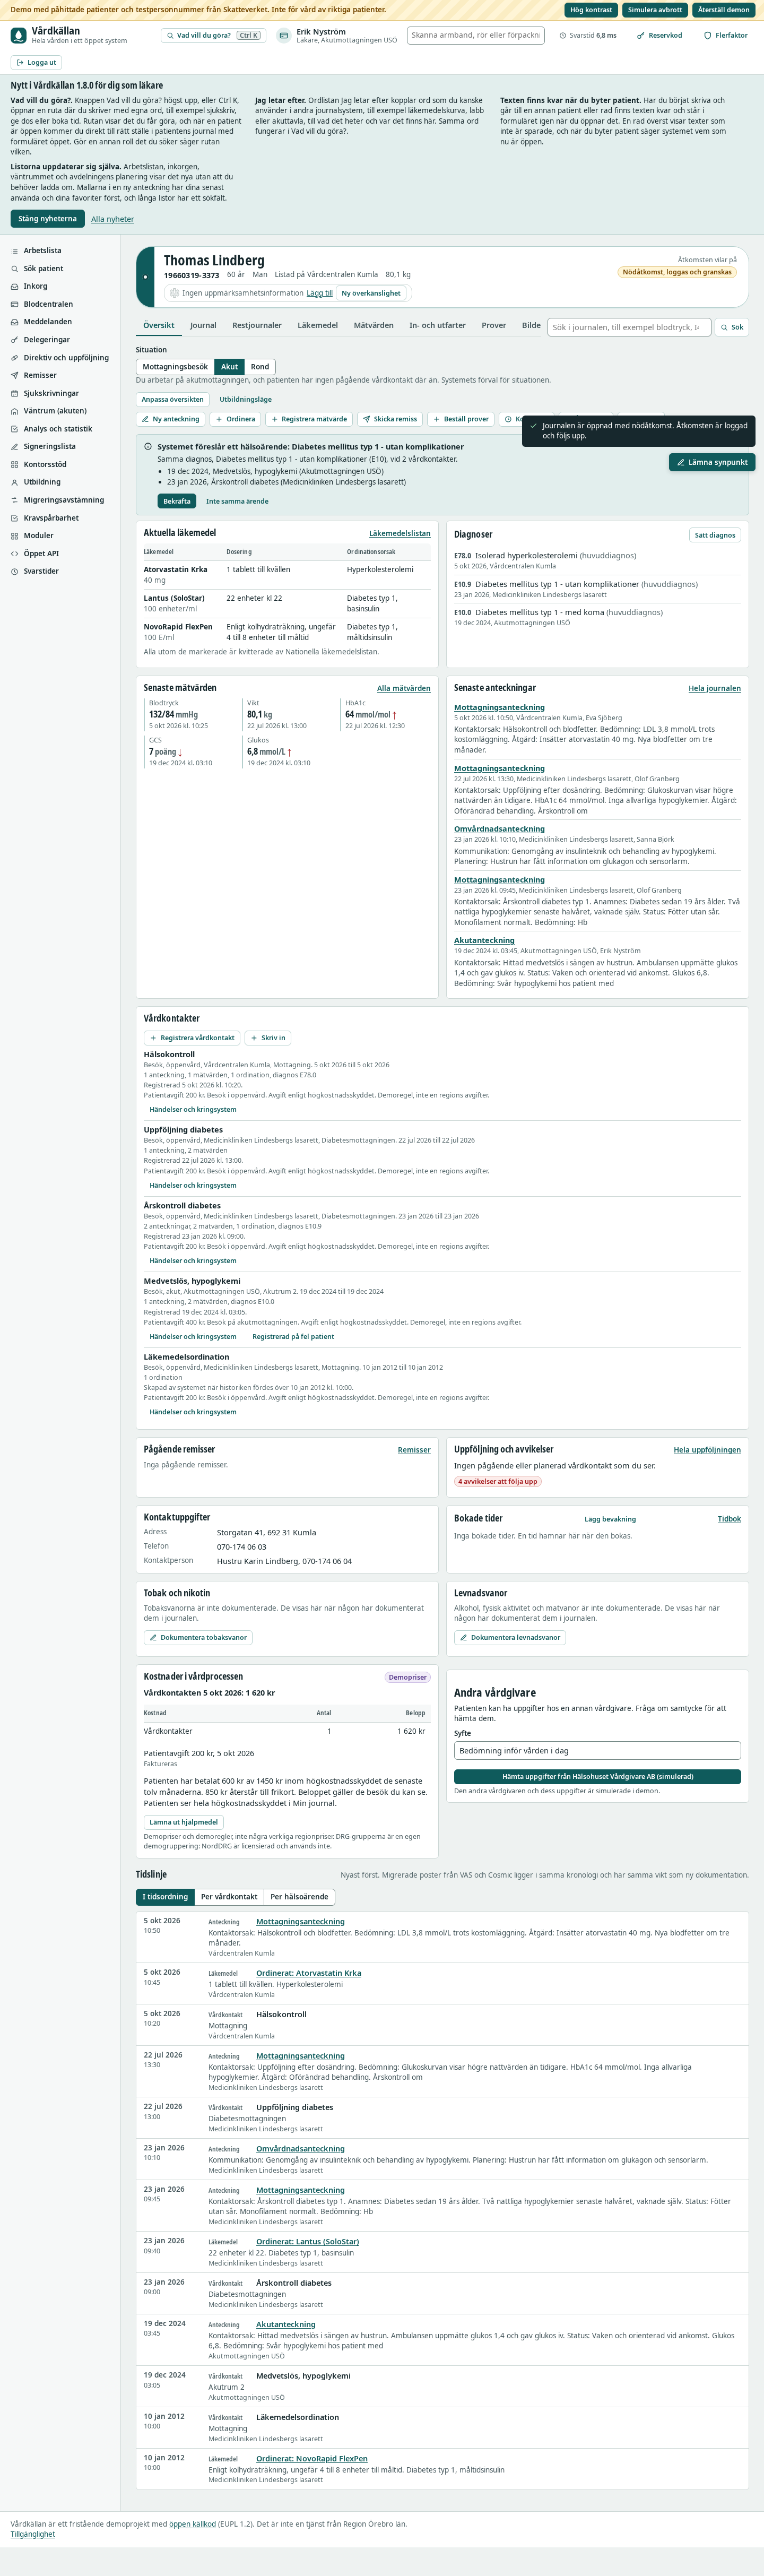 Demo med påhittade patienter och testpersonnummer från Skatteverket. Inte för vård av riktiga patienter.
Hög kontrast
Simulera avbrott
Återställ demon
Vårdkällan
Hela vården i ett öppet system
Vad vill du göra? Ctrl K
Erik Nyström
Läkare, Akutmottagningen USÖ
Skanna armband, rör eller förpackni
Svarstid 6,8 ms
Reservkod
Flerfaktor
Logga ut
Nytt i Vårdkällan 1.8.0 för dig som läkare
Vad vill du göra?. Knappen Vad vill du göra? högst upp, eller Ctrl K,
öppnar en ruta där du skriver med egna ord, till exempel sjukskriv,
ge dos eller boka tid. Rutan visar det du får göra, och när en patient
är öppen kommer du direkt till rätt ställe i patientens journal med
formuläret öppet. Gör en annan roll det du söker säger rutan
vilken.
Listorna uppdaterar sig själva. Arbetslistan, inkorgen,
väntrummet och avdelningens planering visar det nya utan att du
behöver ladda om. Mallarna i en ny anteckning har dina senast
använda och dina favoriter först, och långa listor har ett sökfält.
Jag letar efter. Ordlistan Jag letar efter kopplar ord som du kanske
använder i andra journalsystem, till exempel läkemedelskurva, labb
eller akuttavla, till vad det heter och var det finns här. Samma ord
fungerar i Vad vill du göra?.
Texten finns kvar när du byter patient. Har du börjat skriva och
går till en annan patient eller rad finns texten kvar och står i
formuläret igen när du öppnar det. En rad överst visar texter som
inte är sparade, och när du byter patient säger systemet vem som
nu är öppen.
Stäng nyheterna
Alla nyheter
Arbetslista
Sök patient
Inkorg
Blodcentralen
Meddelanden
Delegeringar
Direktiv och uppföljning
Remisser
Sjukskrivningar
Väntrum (akuten)
Analys och statistik
Signeringslista
Kontorsstöd
Utbildning
Migreringsavstämning
Kravspårbarhet
Moduler
Öppet API
Svarstider
Thomas Lindberg
19660319-3373 60 år Man Listad på Vårdcentralen Kumla 80,1 kg
Ingen uppmärksamhetsinformation Lägg till Ny överkänslighet
Åtkomsten vilar på
Nödåtkomst, loggas och granskas
Översikt Journal Restjournaler Läkemedel Mätvärden In- och utfarter Prover Bilde
Sök i journalen, till exempel blodtryck,
Sök
Situation
Mottagningsbesök Akut Rond
Du arbetar på akutmottagningen, och patienten har ingen pågående vårdkontakt där än. Systemets förval för situationen.
Anpassa översikten Utbildningsläge
Ny anteckning Ordinera Registrera mätvärde Skicka remiss Beställ prover
Journalen är öppnad med nödåtkomst. Åtkomsten är loggad
och följs upp.
Lämna synpunkt
Systemet föreslår ett hälsoärende: Diabetes mellitus typ 1 - utan komplikationer
Samma diagnos, Diabetes mellitus typ 1 - utan komplikationer (E10), vid 2 vårdkontakter.
• 19 dec 2024, Medvetslös, hypoglykemi (Akutmottagningen USÖ)
• 23 jan 2026, Årskontroll diabetes (Medicinkliniken Lindesbergs lasarett)
Bekräfta Inte samma ärende
Aktuella läkemedel
Läkemedelslistan
Läkemedel Dosering Ordinationsorsak
Atorvastatin Krka 1 tablett till kvällen Hyperkolesterolemi
40 mg
Lantus (SoloStar) 22 enheter kl 22 Diabetes typ 1,
100 enheter/ml basinsulin
NovoRapid FlexPen Enligt kolhydraträkning, ungefär Diabetes typ 1,
100 E/ml 4 till 8 enheter till måltid måltidsinsulin
Alla utom de markerade är kvitterade av Nationella läkemedelslistan.
Diagnoser
Sätt diagnos
E78.0 Isolerad hyperkolesterolemi (huvuddiagnos)
5 okt 2026, Vårdcentralen Kumla
E10.9 Diabetes mellitus typ 1 - utan komplikationer (huvuddiagnos)
23 jan 2026, Medicinkliniken Lindesbergs lasarett
E10.0 Diabetes mellitus typ 1 - med koma (huvuddiagnos)
19 dec 2024, Akutmottagningen USÖ
Senaste mätvärden
Alla mätvärden
Blodtryck Vikt HbA1c
132/84 mmHg 80,1 kg 64 mmol/mol ↑
5 okt 2026 kl. 10:25 22 jul 2026 kl. 13:00 22 jul 2026 kl. 12:30
GCS Glukos
7 poäng ↓ 6,8 mmol/L ↑
19 dec 2024 kl. 03:10 19 dec 2024 kl. 03:10
Senaste anteckningar
Hela journalen
Mottagningsanteckning
5 okt 2026 kl. 10:50, Vårdcentralen Kumla, Eva Sjöberg
Kontaktorsak: Hälsokontroll och blodfetter. Bedömning: LDL 3,8 mmol/L trots
kostomläggning. Åtgärd: Insätter atorvastatin 40 mg. Nya blodfetter om tre
månader.
Mottagningsanteckning
22 jul 2026 kl. 13:30, Medicinkliniken Lindesbergs lasarett, Olof Granberg
Kontaktorsak: Uppföljning efter dosändring. Bedömning: Glukoskurvan visar högre
nattvärden än tidigare. HbA1c 64 mmol/mol. Inga allvarliga hypoglykemier. Åtgärd:
Oförändrad behandling. Årskontroll om
Omvårdnadsanteckning
23 jan 2026 kl. 10:10, Medicinkliniken Lindesbergs lasarett, Sanna Björk
Kommunikation: Genomgång av insulinteknik och behandling av hypoglykemi.
Planering: Hustrun har fått information om glukagon och sensorlarm.
Mottagningsanteckning
23 jan 2026 kl. 09:45, Medicinkliniken Lindesbergs lasarett, Olof Granberg
Kontaktorsak: Årskontroll diabetes typ 1. Anamnes: Diabetes sedan 19 års ålder. Två
nattliga hypoglykemier senaste halvåret, vaknade själv. Status: Fötter utan sår.
Monofilament normalt. Bedömning: Hb
Akutanteckning
19 dec 2024 kl. 03:45, Akutmottagningen USÖ, Erik Nyström
Kontaktorsak: Hittad medvetslös i sängen av hustrun. Ambulansen uppmätte glukos
1,4 och gav glukos iv. Status: Vaken och orienterad vid ankomst. Glukos 6,8.
Bedömning: Svår hypoglykemi hos patient med
Vårdkontakter
Registrera vårdkontakt Skriv in
Hälsokontroll
Besök, öppenvård, Vårdcentralen Kumla, Mottagning. 5 okt 2026 till 5 okt 2026
1 anteckning, 1 mätvärden, 1 ordination, diagnos E78.0
Registrerad 5 okt 2026 kl. 10:20.
Patientavgift 200 kr. Besök i öppenvård. Avgift enligt högkostnadsskyddet. Demoregel, inte en regions avgifter.
Händelser och kringsystem
Uppföljning diabetes
Besök, öppenvård, Medicinkliniken Lindesbergs lasarett, Diabetesmottagningen. 22 jul 2026 till 22 jul 2026
1 anteckning, 2 mätvärden
Registrerad 22 jul 2026 kl. 13:00.
Patientavgift 200 kr. Besök i öppenvård. Avgift enligt högkostnadsskyddet. Demoregel, inte en regions avgifter.
Händelser och kringsystem
Årskontroll diabetes
Besök, öppenvård, Medicinkliniken Lindesbergs lasarett, Diabetesmottagningen. 23 jan 2026 till 23 jan 2026
2 anteckningar, 2 mätvärden, 1 ordination, diagnos E10.9
Registrerad 23 jan 2026 kl. 09:00.
Patientavgift 200 kr. Besök i öppenvård. Avgift enligt högkostnadsskyddet. Demoregel, inte en regions avgifter.
Händelser och kringsystem
Medvetslös, hypoglykemi
Besök, akut, Akutmottagningen USÖ, Akutrum 2. 19 dec 2024 till 19 dec 2024
1 anteckning, 2 mätvärden, diagnos E10.0
Registrerad 19 dec 2024 kl. 03:05.
Patientavgift 400 kr. Besök på akutmottagningen. Avgift enligt högkostnadsskyddet. Demoregel, inte en regions avgifter.
Händelser och kringsystem Registrerad på fel patient
Läkemedelsordination
Besök, öppenvård, Medicinkliniken Lindesbergs lasarett, Mottagning. 10 jan 2012 till 10 jan 2012
1 ordination
Skapad av systemet när historiken fördes över 10 jan 2012 kl. 10:00.
Patientavgift 200 kr. Besök i öppenvård. Avgift enligt högkostnadsskyddet. Demoregel, inte en regions avgifter.
Händelser och kringsystem
Pågående remisser
Remisser
Inga pågående remisser.
Uppföljning och avvikelser
Hela uppföljningen
Ingen pågående eller planerad vårdkontakt som du ser.
4 avvikelser att följa upp
Kontaktuppgifter
Adress Storgatan 41, 692 31 Kumla
Telefon 070-174 06 03
Kontaktperson Hustru Karin Lindberg, 070-174 06 04
Bokade tider
Lägg bevakning
Tidbok
Inga bokade tider. En tid hamnar här när den bokas.
Tobak och nikotin
Tobaksvanorna är inte dokumenterade. De visas här när någon har dokumenterat
dem i journalen.
Dokumentera tobaksvanor
Levnadsvanor
Alkohol, fysisk aktivitet och matvanor är inte dokumenterade. De visas här när
någon har dokumenterat dem i journalen.
Dokumentera levnadsvanor
Kostnader i vårdprocessen
Demopriser
Vårdkontakten 5 okt 2026: 1 620 kr
Kostnad Antal Belopp
Vårdkontakter 1 1 620 kr
Patientavgift 200 kr, 5 okt 2026
Faktureras
Patienten har betalat 600 kr av 1450 kr inom högkostnadsskyddet de senaste
tolv månaderna. 850 kr återstår till frikort. Beloppet gäller de besök du kan se.
Patienten ser hela högkostnadsskyddet i Min journal.
Lämna ut hjälpmedel
Demopriser och demoregler, inte några verkliga regionpriser. DRG-grupperna är en egen
demogruppering: NordDRG är licensierad och används inte.
Andra vårdgivare
Patienten kan ha uppgifter hos en annan vårdgivare. Fråga om samtycke för att
hämta dem.
Syfte
Bedömning inför vården i dag
Hämta uppgifter från Hälsohuset Vårdgivare AB (simulerad)
Den andra vårdgivaren och dess uppgifter är simulerade i demon.
Tidslinje
Nyast först. Migrerade poster från VAS och Cosmic ligger i samma kronologi och har samma vikt som ny dokumentation.
I tidsordning Per vårdkontakt Per hälsoärende
5 okt 2026 Anteckning Mottagningsanteckning
10:50 Kontaktorsak: Hälsokontroll och blodfetter. Bedömning: LDL 3,8 mmol/L trots kostomläggning. Åtgärd: Insätter atorvastatin 40 mg. Nya blodfetter om tre
månader.
Vårdcentralen Kumla
5 okt 2026 Läkemedel Ordinerat: Atorvastatin Krka
10:45 1 tablett till kvällen. Hyperkolesterolemi
Vårdcentralen Kumla
5 okt 2026 Vårdkontakt Hälsokontroll
10:20 Mottagning
Vårdcentralen Kumla
22 jul 2026 Anteckning Mottagningsanteckning
13:30 Kontaktorsak: Uppföljning efter dosändring. Bedömning: Glukoskurvan visar högre nattvärden än tidigare. HbA1c 64 mmol/mol. Inga allvarliga
hypoglykemier. Åtgärd: Oförändrad behandling. Årskontroll om
Medicinkliniken Lindesbergs lasarett
22 jul 2026 Vårdkontakt Uppföljning diabetes
13:00 Diabetesmottagningen
Medicinkliniken Lindesbergs lasarett
23 jan 2026 Anteckning Omvårdnadsanteckning
10:10 Kommunikation: Genomgång av insulinteknik och behandling av hypoglykemi. Planering: Hustrun har fått information om glukagon och sensorlarm.
Medicinkliniken Lindesbergs lasarett
23 jan 2026 Anteckning Mottagningsanteckning
09:45 Kontaktorsak: Årskontroll diabetes typ 1. Anamnes: Diabetes sedan 19 års ålder. Två nattliga hypoglykemier senaste halvåret, vaknade själv. Status: Fötter
utan sår. Monofilament normalt. Bedömning: Hb
Medicinkliniken Lindesbergs lasarett
23 jan 2026 Läkemedel Ordinerat: Lantus (SoloStar)
09:40 22 enheter kl 22. Diabetes typ 1, basinsulin
Medicinkliniken Lindesbergs lasarett
23 jan 2026 Vårdkontakt Årskontroll diabetes
09:00 Diabetesmottagningen
Medicinkliniken Lindesbergs lasarett
19 dec 2024 Anteckning Akutanteckning
03:45 Kontaktorsak: Hittad medvetslös i sängen av hustrun. Ambulansen uppmätte glukos 1,4 och gav glukos iv. Status: Vaken och orienterad vid ankomst. Glukos
6,8. Bedömning: Svår hypoglykemi hos patient med
Akutmottagningen USÖ
19 dec 2024 Vårdkontakt Medvetslös, hypoglykemi
03:05 Akutrum 2
Akutmottagningen USÖ
10 jan 2012 Vårdkontakt Läkemedelsordination
10:00 Mottagning
Medicinkliniken Lindesbergs lasarett
10 jan 2012 Läkemedel Ordinerat: NovoRapid FlexPen
10:00 Enligt kolhydraträkning, ungefär 4 till 8 enheter till måltid. Diabetes typ 1, måltidsinsulin
Medicinkliniken Lindesbergs lasarett
Vårdkällan är ett fristående demoprojekt med öppen källkod (EUPL 1.2). Det är inte en tjänst från Region Örebro län.
Tillgänglighet